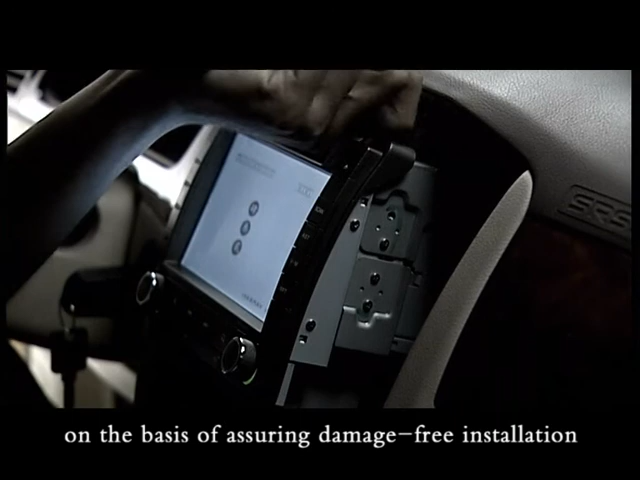 SRS
on the basis of assuring damage-free installation